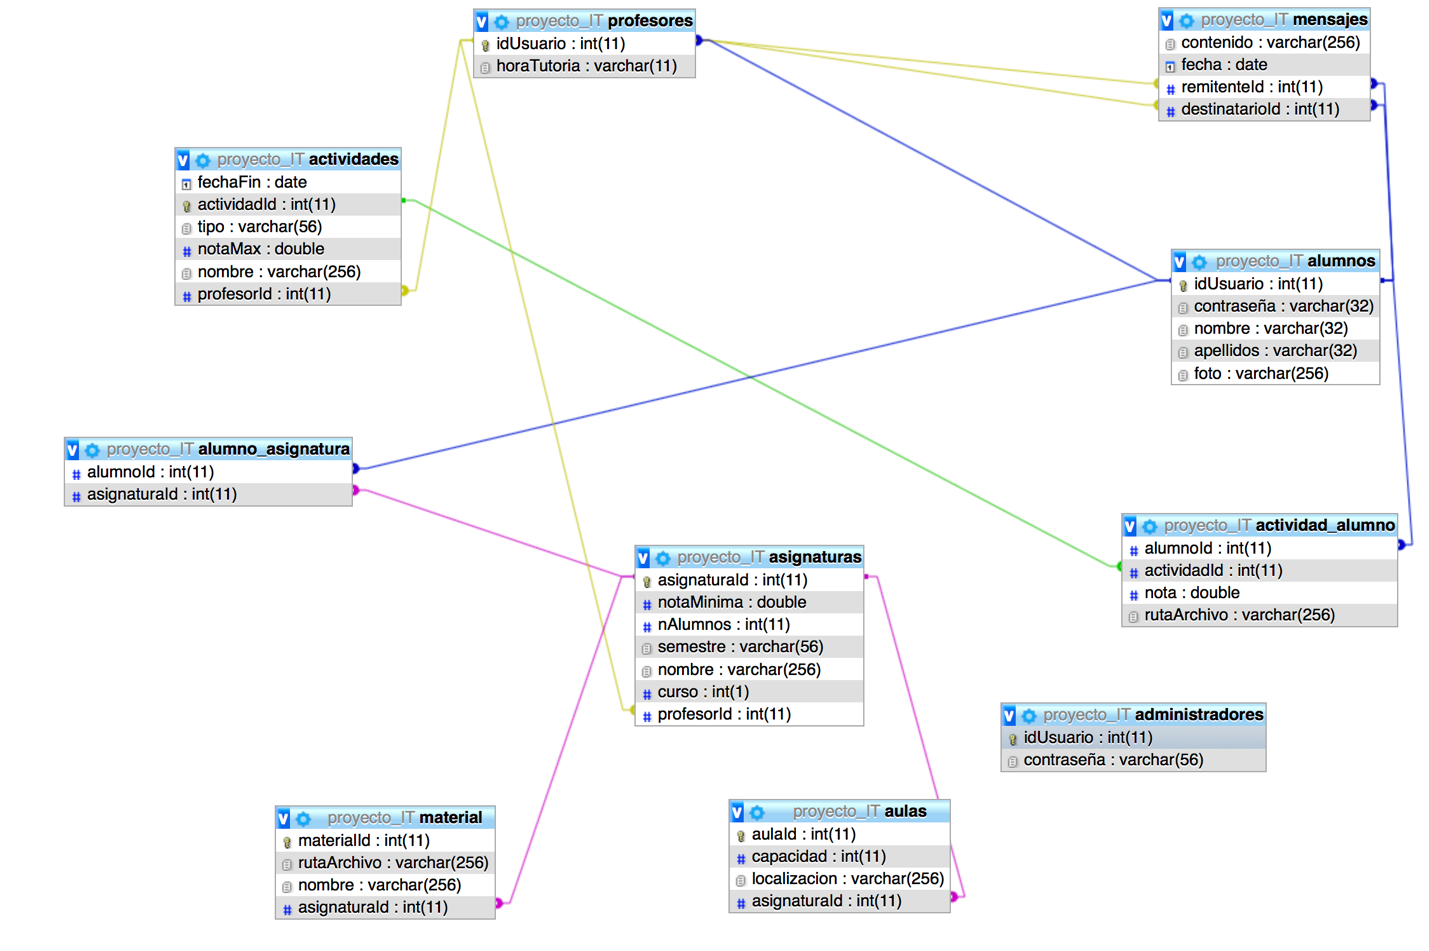 proyecto_IT profesores
idUsuario : int(11)
horaTutoria : varchar(11)
proyecto_IT mensajes
contenido : varchar(256)
fecha : date
remitenteId : int(11)
destinatarioId : int(11)
proyecto_IT actividades
fechaFin : date
actividadId : int(11)
tipo : varchar(56)
notaMax : double
nombre : varchar(256)
profesorId : int(11)
proyecto_IT alumnos
idUsuario : int(11)
contraseña : varchar(32)
nombre : varchar(32)
apellidos : varchar(32)
foto : varchar(256)
proyecto_IT alumno_asignatura
alumnoId : int(11)
asignaturaId : int(11)
proyecto_IT actividad_alumno
alumnoId : int(11)
actividadId : int(11)
nota : double
rutaArchivo : varchar(256)
proyecto_IT asignaturas
asignaturaId : int(11)
notaMinima : double
nAlumnos : int(11)
semestre : varchar(56)
nombre : varchar(256)
curso : int(1)
profesorId : int(11)
proyecto_IT administradores
idUsuario : int(11)
contraseña : varchar(56)
proyecto_IT material
materialId : int(11)
rutaArchivo : varchar(256)
nombre : varchar(256)
asignaturaId : int(11)
proyecto_IT aulas
aulaId : int(11)
capacidad : int(11)
localizacion : varchar(256)
asignaturaId : int(11)